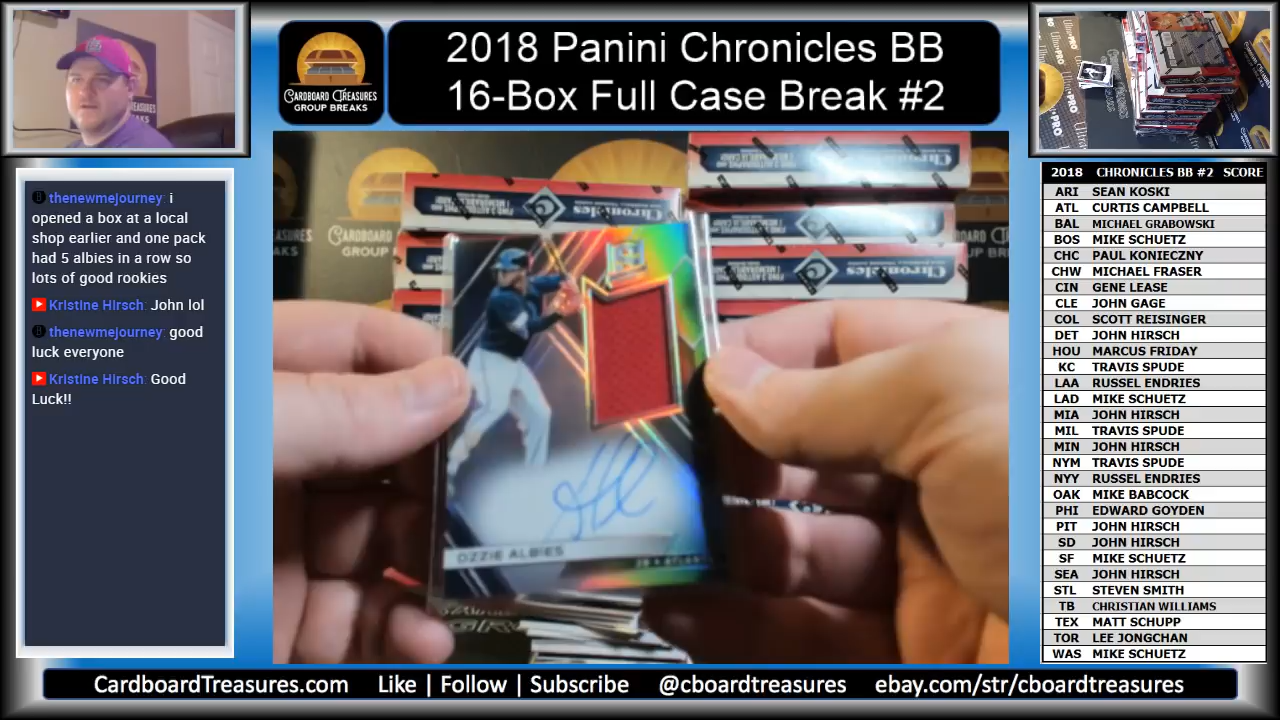 CARDBOARD TREASURES
GROUP BREAKS
2018 Panini Chronicles BB
16-Box Full Case Break #2
thenewmejourney: i
opened a box at a local
shop earlier and one pack
had 5 albies in a row so
lots of good rookies
Kristine Hirsch: John lol
thenewmejourney: good
luck everyone
Kristine Hirsch: Good
Luck!!
Chronicles
Chronicles
Chronicles
Chronicles
OZZIE ALBIES
2B • ATLANTA
2018 CHRONICLES BB #2 SCORE
ARI SEAN KOSKI
ATL CURTIS CAMPBELL
BAL MICHAEL GRABOWSKI
BOS MIKE SCHUETZ
CHC PAUL KONIECZNY
CHW MICHAEL FRASER
CIN GENE LEASE
CLE JOHN GAGE
COL SCOTT REISINGER
DET JOHN HIRSCH
HOU MARCUS FRIDAY
KC TRAVIS SPUDE
LAA RUSSEL ENDRIES
LAD MIKE SCHUETZ
MIA JOHN HIRSCH
MIL TRAVIS SPUDE
MIN JOHN HIRSCH
NYM TRAVIS SPUDE
NYY RUSSEL ENDRIES
OAK MIKE BABCOCK
PHI EDWARD GOYDEN
PIT JOHN HIRSCH
SD JOHN HIRSCH
SF MIKE SCHUETZ
SEA JOHN HIRSCH
STL STEVEN SMITH
TB CHRISTIAN WILLIAMS
TEX MATT SCHUPP
TOR LEE JONGCHAN
WAS MIKE SCHUETZ
CardboardTreasures.com Like | Follow | Subscribe @cboardtreasures ebay.com/str/cboardtreasures